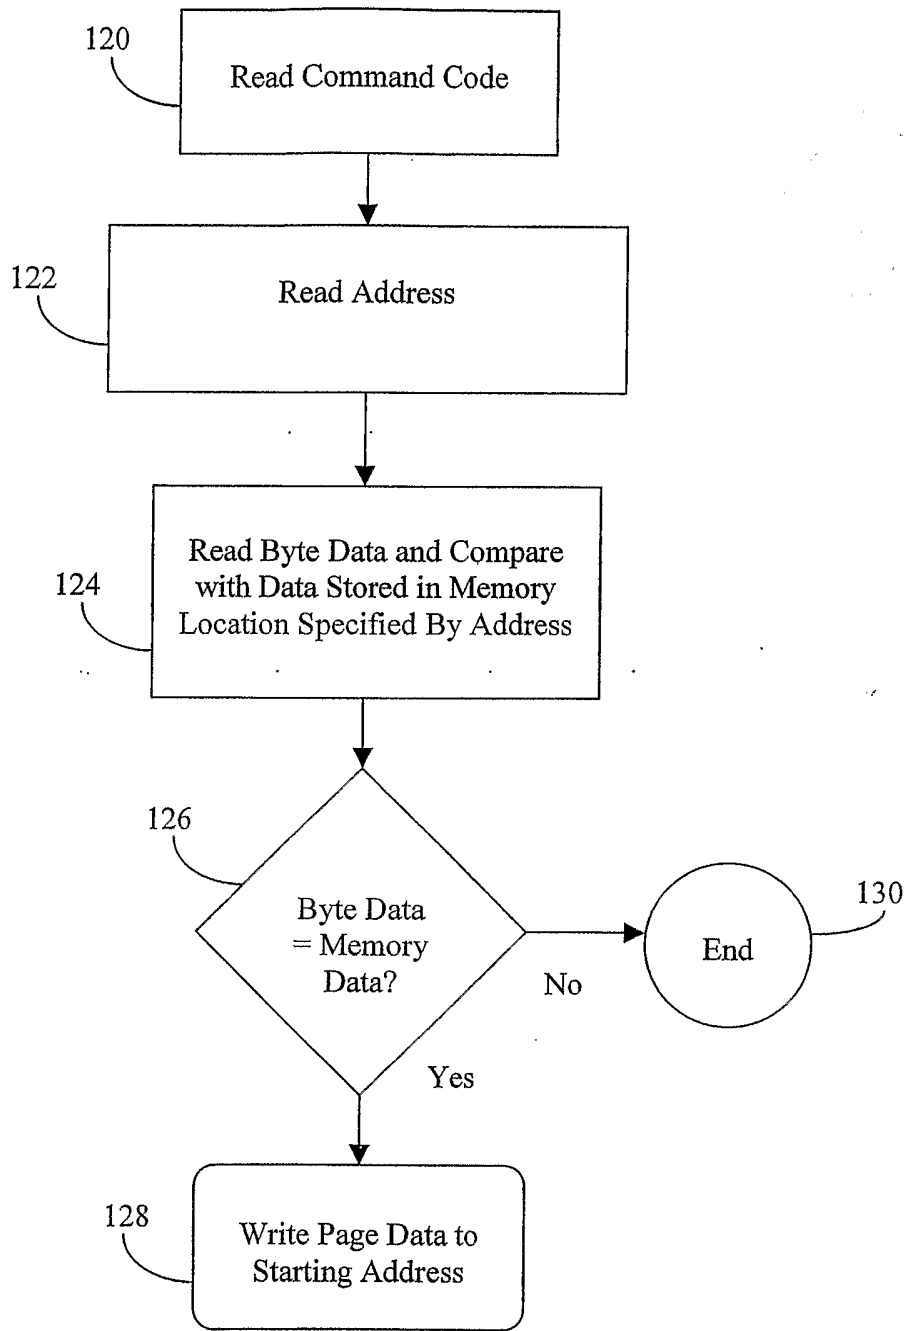 120
Read Command Code
122
Read Address
124
Read Byte Data and Compare
with Data Stored in Memory
Location Specified By Address
126
Byte Data
= Memory
Data?
No
End
130
Yes
128
Write Page Data to
Starting Address